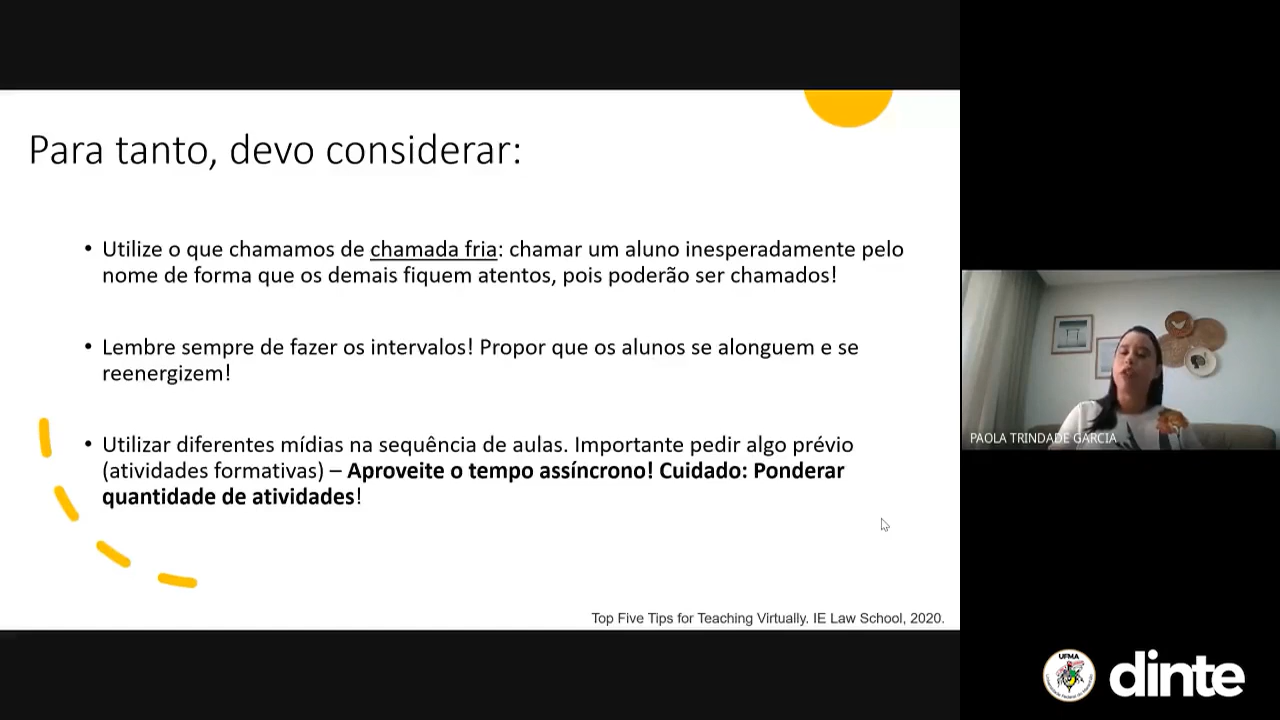 Para tanto, devo considerar:
• Utilize o que chamamos de chamada fria: chamar um aluno inesperadamente pelo
nome de forma que os demais fiquem atentos, pois poderão ser chamados!
• Lembre sempre de fazer os intervalos! Propor que os alunos se alonguem e se
reenergizem!
• Utilizar diferentes mídias na sequência de aulas. Importante pedir algo prévio
(atividades formativas) – Aproveite o tempo assíncrono! Cuidado: Ponderar
quantidade de atividades!
Top Five Tips for Teaching Virtually. IE Law School, 2020.
PAOLA TRINDADE GARCIA
UFMA
dinte